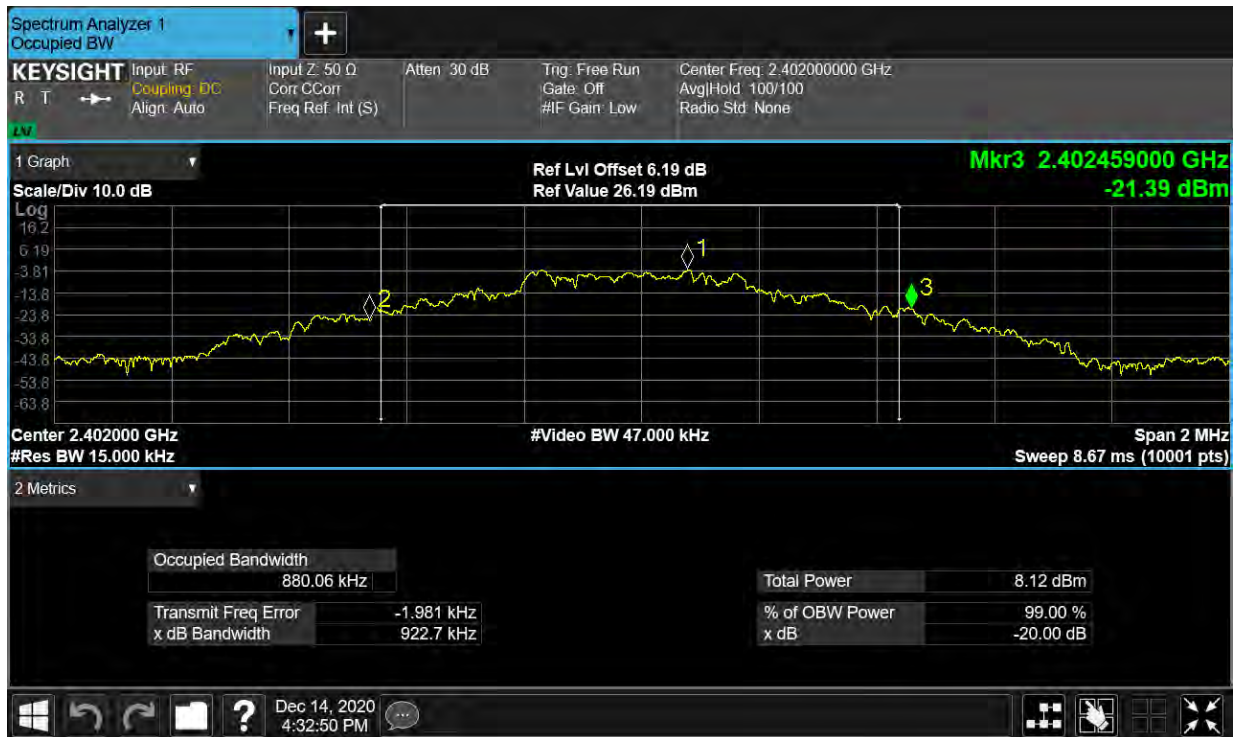 Spectrum Analyzer 1
Occupied BW
+
KEYSIGHT Input: RF Input Z: 50 Ω Atten: 30 dB Trig: Free Run Center Freq: 2.402000000 GHz
R T Coupling: DC Corr CCorr Gate: Off Avg|Hold: 100/100
Align: Auto Freq Ref: Int (S) #IF Gain: Low Radio Std: None
1 Graph
Ref Lvl Offset 6.19 dB Mkr3 2.402459000 GHz
Scale/Div 10.0 dB Ref Value 26.19 dBm -21.39 dBm
Log
16.2
6.19
-3.81
-13.8
-23.8
-33.8
-43.8
-53.8
-63.8
1
2
3
Center 2.402000 GHz #Video BW 47.000 kHz Span 2 MHz
#Res BW 15.000 kHz Sweep 8.67 ms (10001 pts)
2 Metrics
Occupied Bandwidth
880.06 kHz Total Power 8.12 dBm
Transmit Freq Error -1.981 kHz % of OBW Power 99.00 %
x dB Bandwidth 922.7 kHz x dB -20.00 dB
? Dec 14, 2020
4:32:50 PM